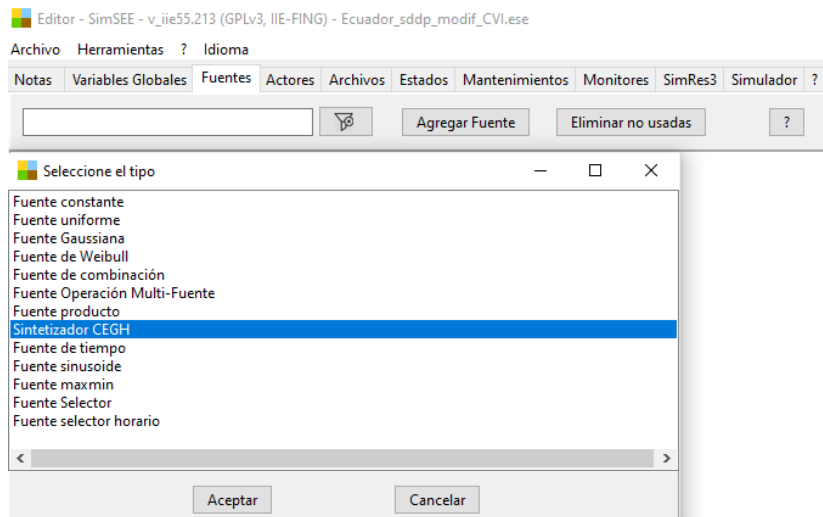 Editor - SimSEE - v_iie55.213 (GPLv3, IIE-FING) - Ecuador_sddp_modif_CVI.ese
Archivo Herramientas ? Idioma
Notas Variables Globales Fuentes Actores Archivos Estados Mantenimientos Monitores SimRes3 Simulador ?
Agregar Fuente Eliminar no usadas ?
Seleccione el tipo
Fuente constante
Fuente uniforme
Fuente Gaussiana
Fuente de Weibull
Fuente de combinación
Fuente Operación Multi-Fuente
Fuente producto
Sintetizador CEGH
Fuente de tiempo
Fuente sinusoide
Fuente maxmin
Fuente Selector
Fuente selector horario
Aceptar Cancelar